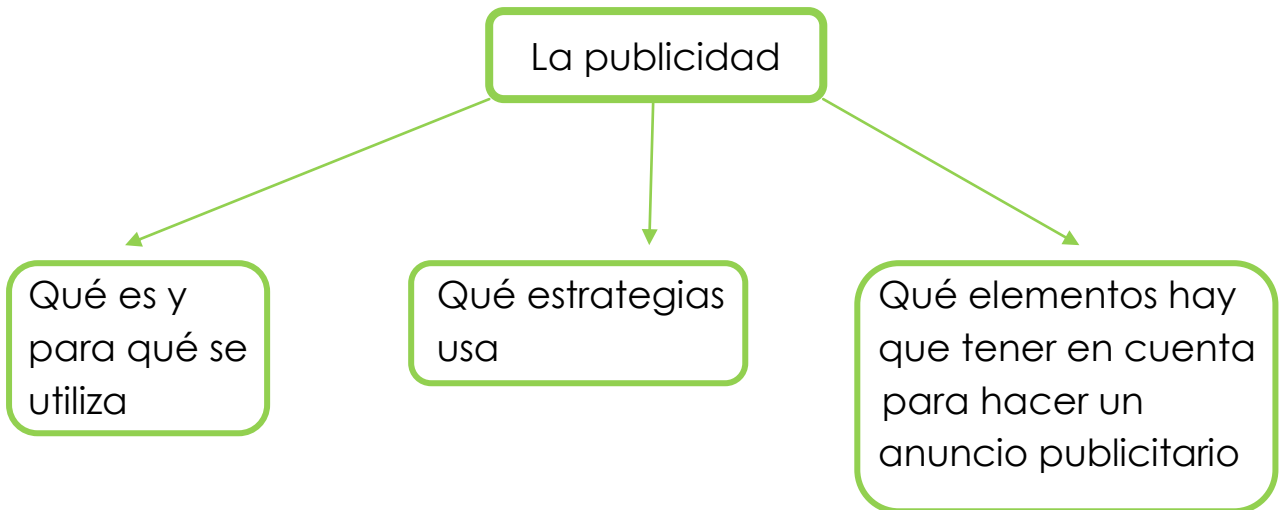 La publicidad
Qué es y
para qué se
utiliza
Qué estrategias
usa
Qué elementos hay
que tener en cuenta
para hacer un
anuncio publicitario